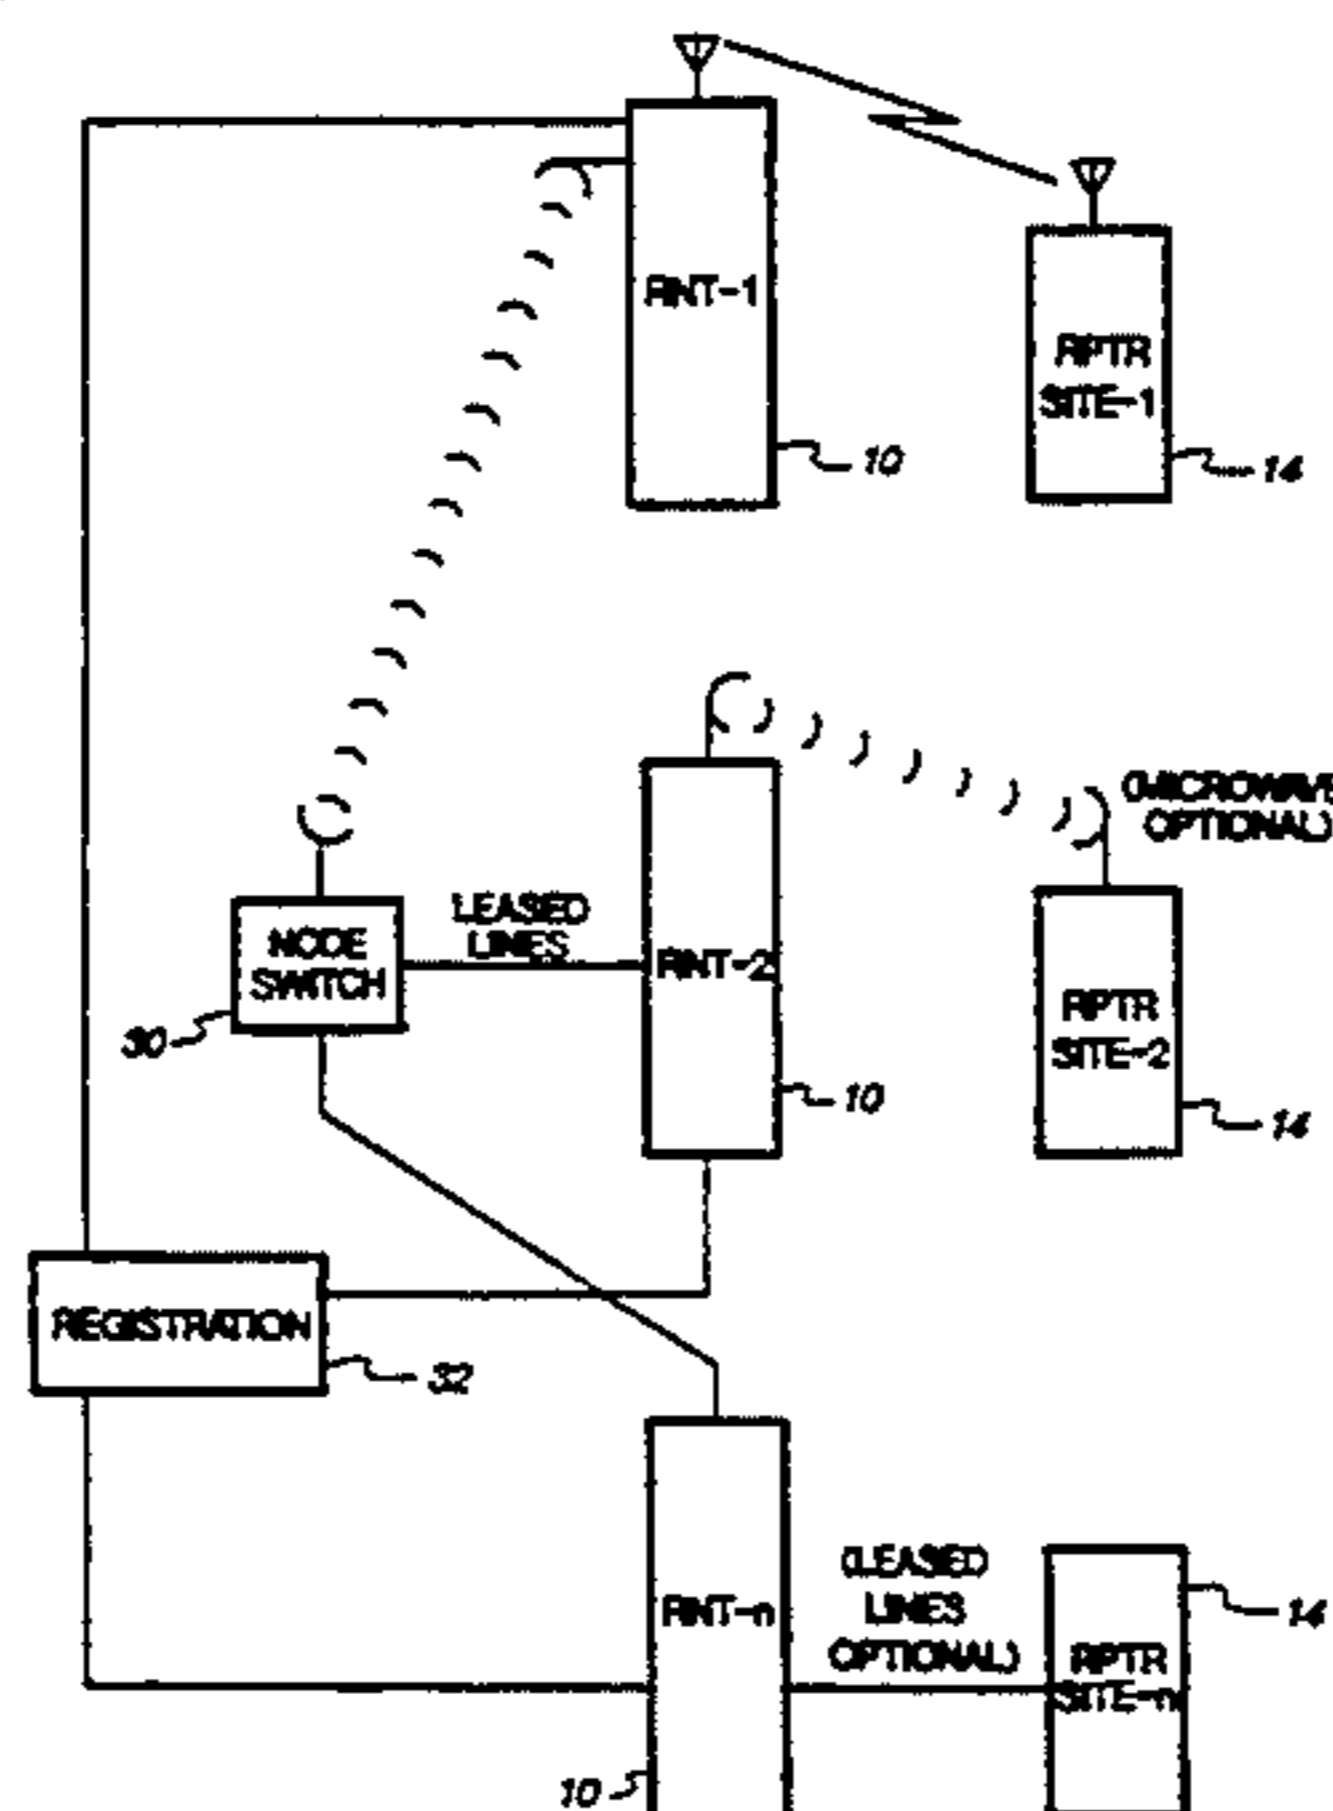 RNT-1
RPTR
SITE-1
10
14
(MICROWAVE
OPTIONAL)
LEASED
LINES
NODE
SWITCH
RNT-2
RPTR
SITE-2
30
10
14
REGISTRATION
32
(LEASED
LINES
OPTIONAL)
RNT-n
14
RPTR
SITE-n
10